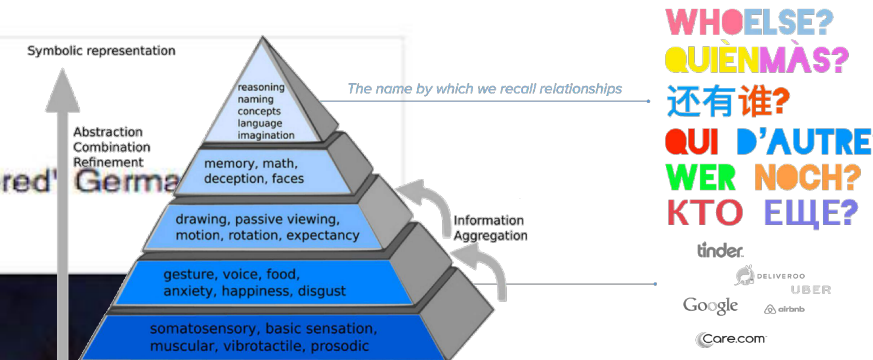 Symbolic representation
Abstraction
Combination
Refinement
red' Germa
reasoning
naming
concepts
language
imagination
memory, math,
deception, faces
drawing, passive viewing,
motion, rotation, expectancy
gesture, voice, food,
anxiety, happiness, disgust
somatosensory, basic sensation,
muscular, vibrotactile, prosodic
Information
Aggregation
The name by which we recall relationships
WHOELSE?
QUIÈNMÀS?
还有谁?
QUI D'AUTRE
WER NOCH?
КТО ЕЩЕ?
tinder
DELIVEROO
UBER
Google
airbnb
Care.com